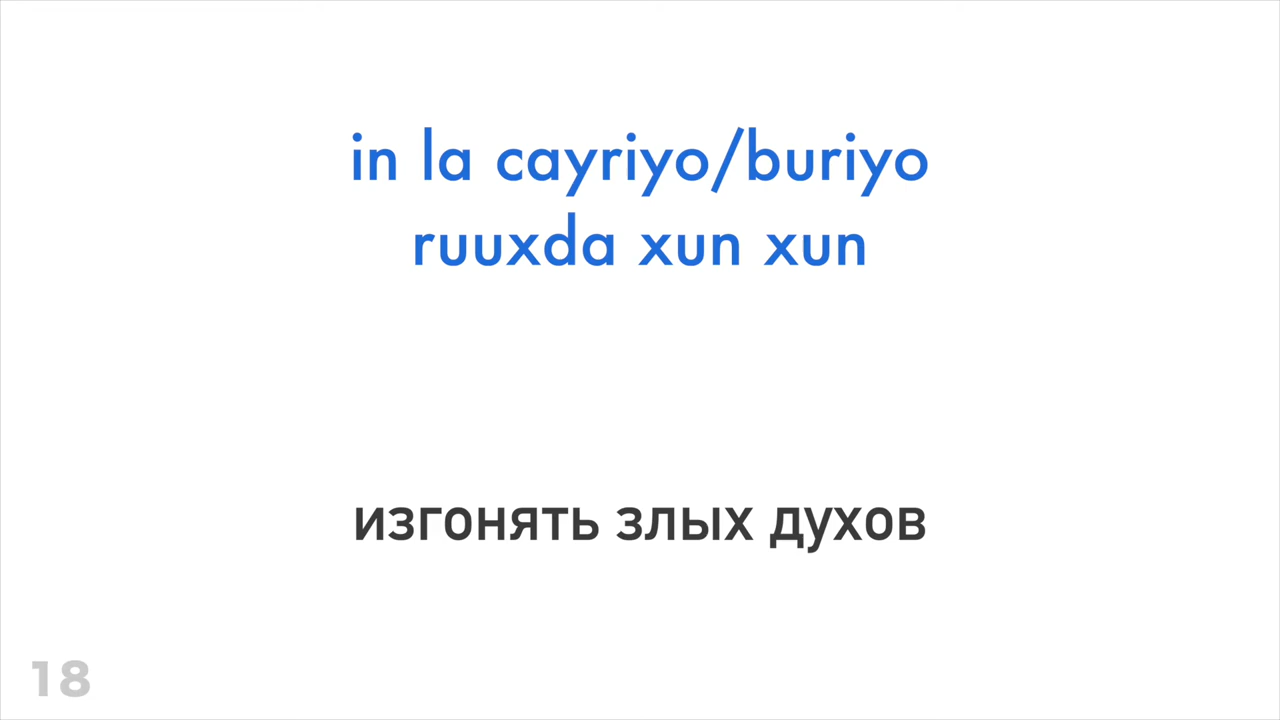 in la cayriyo/buriyo
ruuxda xun xun
изгонять злых духов
18